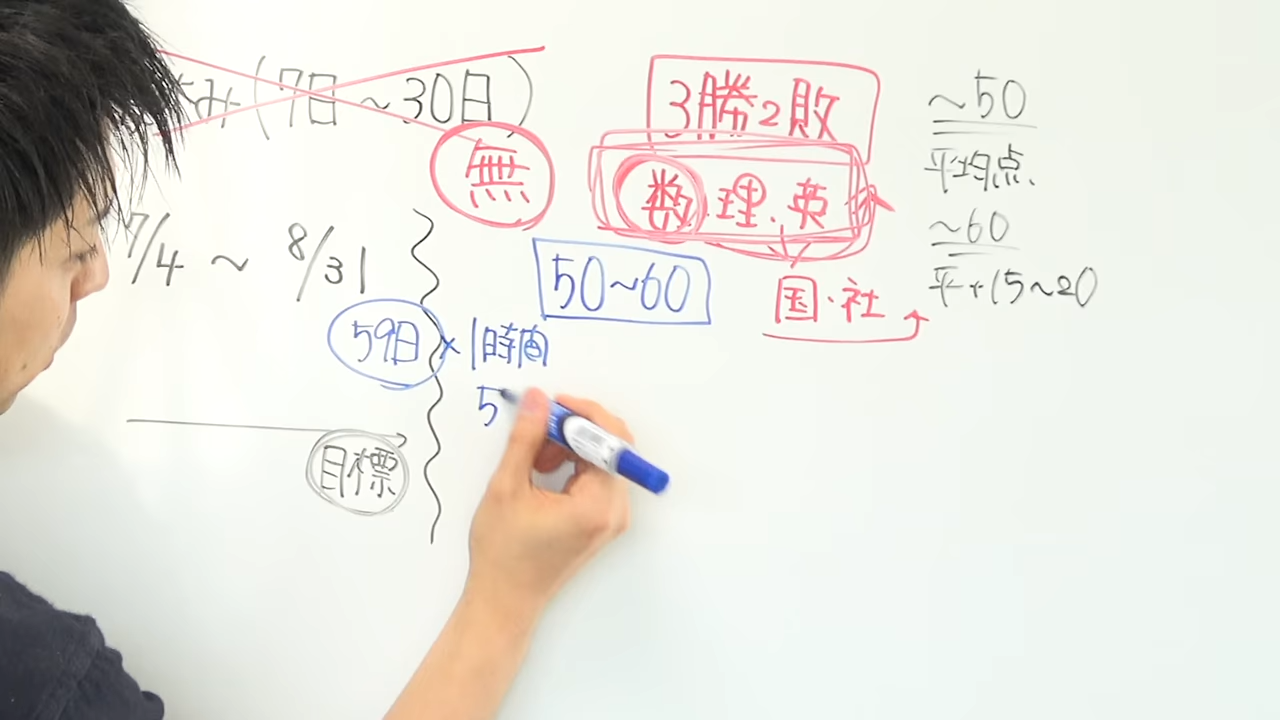 み(7日~30日)
無
7/4 ~ 8/31
59日×1時間
5
目標
3勝2敗
数.理.英
国・社
50~60
~50
平均点.
~60
平+15~20